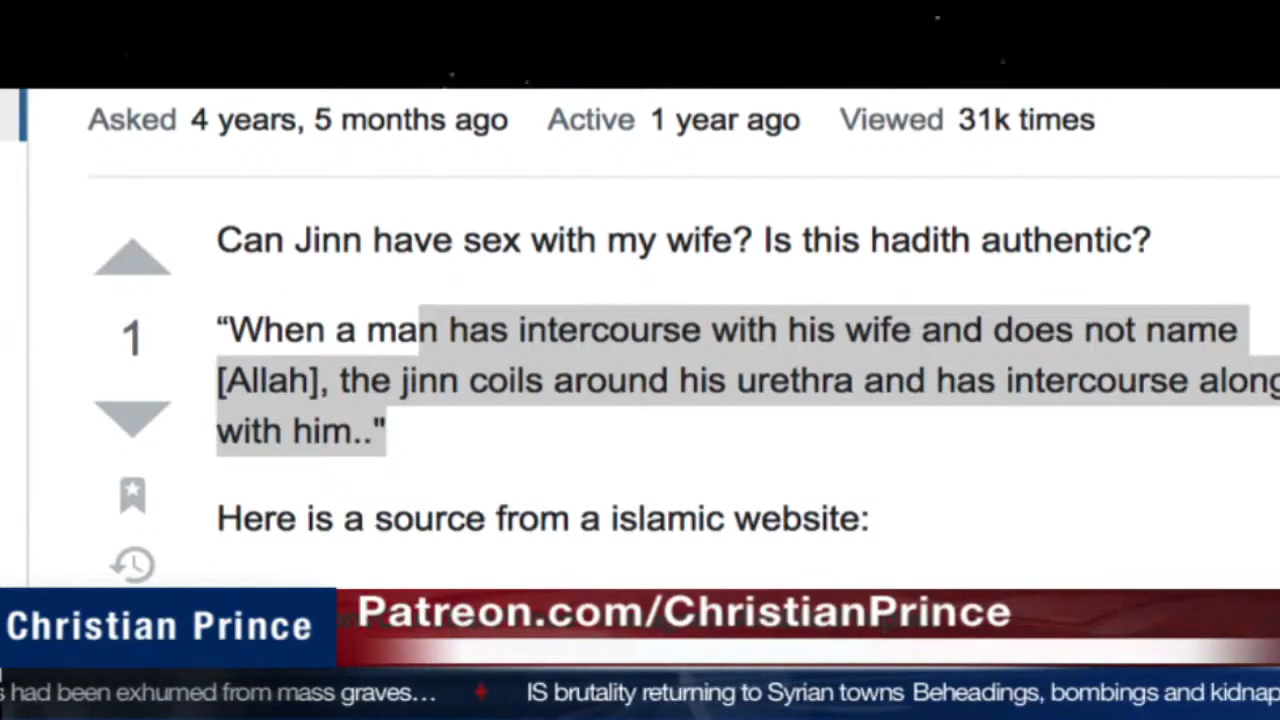 Asked 4 years, 5 months ago Active 1 year ago Viewed 31k times
Can Jinn have sex with my wife? Is this hadith authentic?
“When a man has intercourse with his wife and does not name
1
[Allah], the jinn coils around his urethra and has intercourse along
with him.."
Here is a source from a islamic website:
Christian Prince
Patreon.com/ChristianPrince
s had been exhumed from mass graves... IS brutality returning to Syrian towns Beheadings, bombings and kidnap